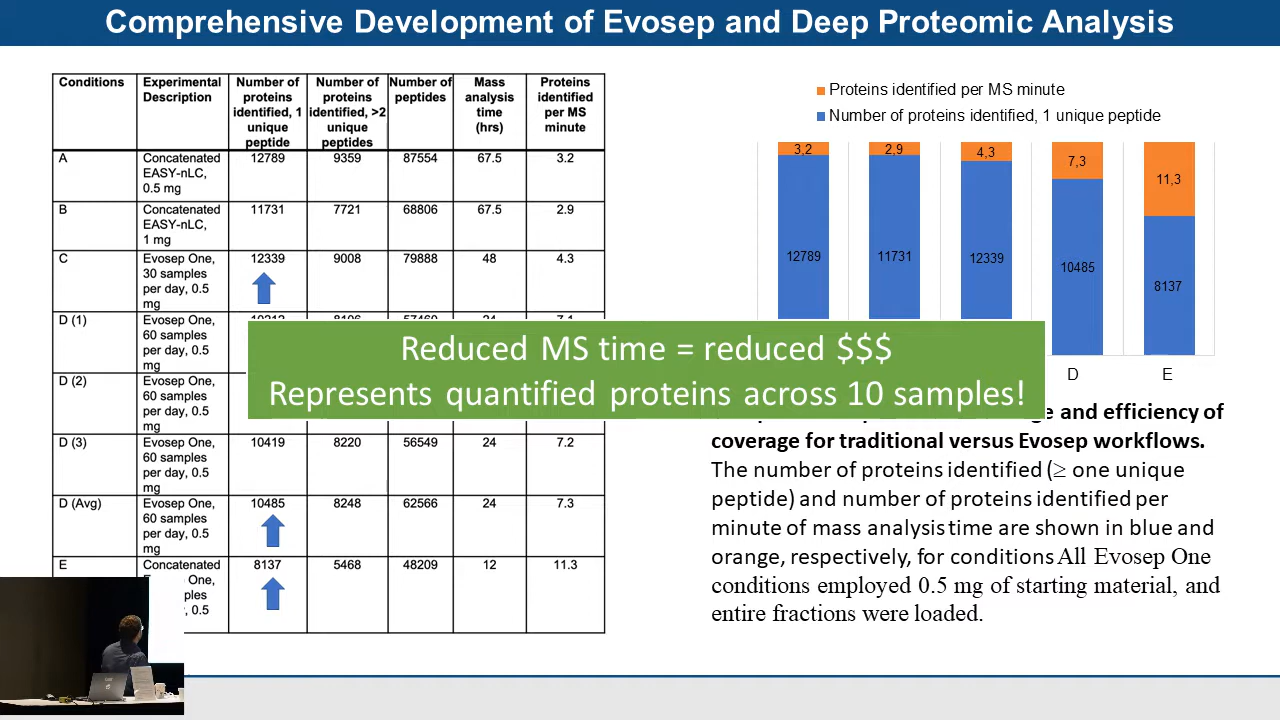 Comprehensive Development of Evosep and Deep Proteomic Analysis
Conditions
Experimental
Description
Number of
proteins
identified, 1
unique
peptide
Number of
proteins
identified, >2
unique
peptides
Number of
peptides
Mass
analysis
time
(hrs)
Proteins
identified
per MS
minute
A
Concatenated
EASY-nLC,
0.5 mg
12789
9359
87554
67.5
3.2
B
Concatenated
EASY-nLC,
1 mg
11731
7721
68806
67.5
2.9
C
Evosep One,
30 samples
per day, 0.5
mg
12339
9008
79888
48
4.3
D (1)
Evosep One,
60 samples
per day, 0.5
mg
D (2)
Evosep One,
60 samples
per day, 0.5
mg
D (3)
Evosep One,
60 samples
per day, 0.5
mg
10419
8220
56549
24
7.2
D (Avg)
Evosep One,
60 samples
per day, 0.5
mg
10485
8248
62566
24
7.3
E
Concatenated
One,
, 0.5
8137
5468
48209
12
11.3
Reduced MS time = reduced $$$
Represents quantified proteins across 10 samples!
Proteins identified per MS minute
Number of proteins identified, 1 unique peptide
3,2
2,9
4,3
7,3
11,3
12789
11731
12339
10485
8137
D
E
and efficiency of
coverage for traditional versus Evosep workflows.
The number of proteins identified (≥ one unique
peptide) and number of proteins identified per
minute of mass analysis time are shown in blue and
orange, respectively, for conditions All Evosep One
conditions employed 0.5 mg of starting material, and
entire fractions were loaded.